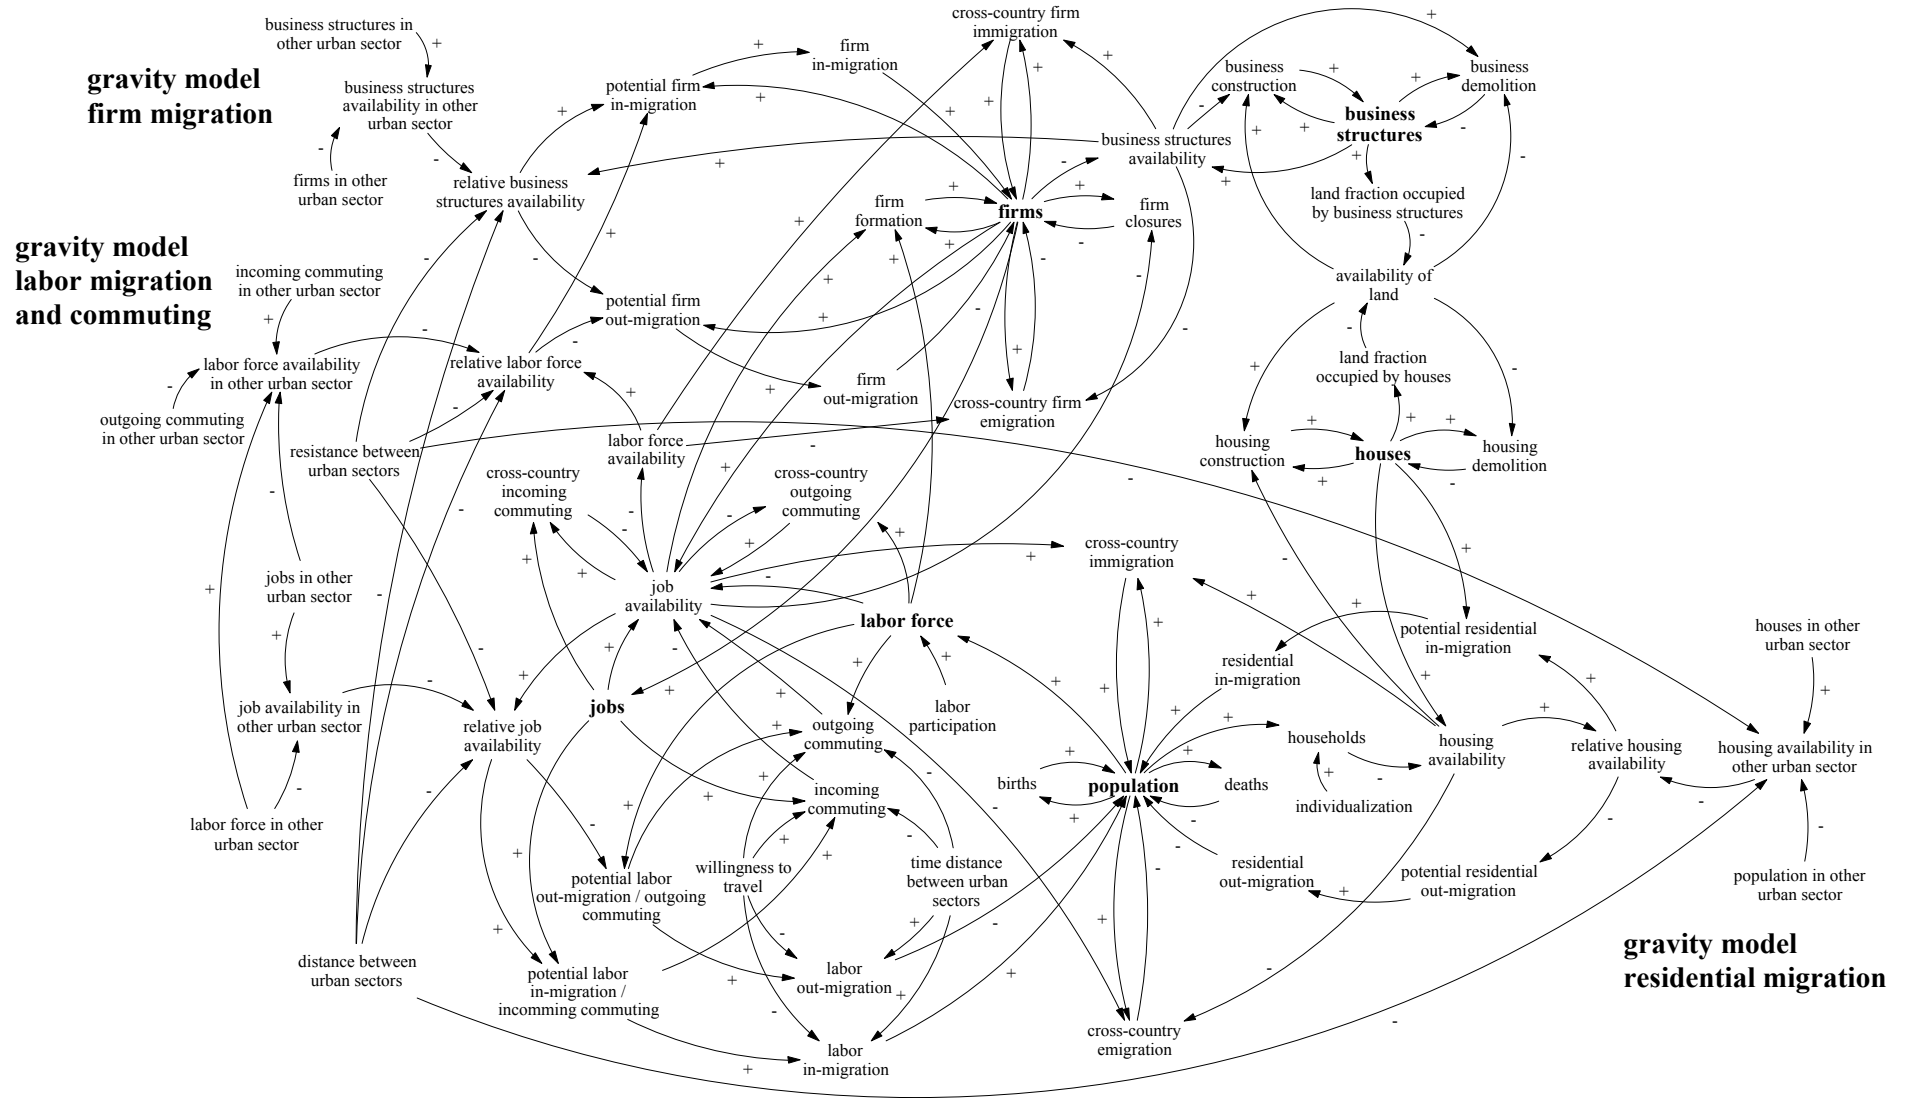 business structures in
other urban sector
gravity model
firm migration
business structures
availability in other
urban sector
firms in other
urban sector
relative business
structures availability
potential firm
in-migration
firm
in-migration
cross-country firm
immigration
business structures
availability
business
construction
business
demolition
business
structures
land fraction occupied
by business structures
availability of
land
land fraction
occupied by houses
firm
formation
firms
firm
closures
gravity model
labor migration
and commuting
incoming commuting
in other urban sector
labor force availability
in other urban sector
outgoing commuting
in other urban sector
relative labor force
availability
potential firm
out-migration
firm
out-migration
cross-country firm
emigration
resistance between
urban sectors
labor force
availability
cross-country
incoming
commuting
cross-country
outgoing
commuting
housing
construction
houses
housing
demolition
jobs in other
urban sector
job
availability
labor force
cross-country
immigration
potential residential
in-migration
residential
in-migration
houses in other
urban sector
job availability in
other urban sector
relative job
availability
jobs
outgoing
commuting
labor
participation
households
housing
availability
relative housing
availability
housing availability in
other urban sector
births
population
deaths
individualization
incoming
commuting
labor force in other
urban sector
potential labor
out-migration / outgoing
commuting
willingness to
travel
time distance
between urban
sectors
residential
out-migration
potential residential
out-migration
population in other
urban sector
distance between
urban sectors
potential labor
in-migration /
incomming commuting
labor
out-migration
labor
in-migration
cross-country
emigration
gravity model
residential migration